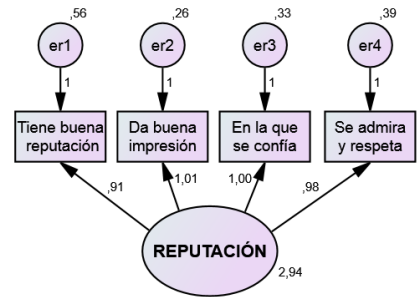 ,56
,26
,33
,39
er1
er2
er3
er4
1
1
1
1
Tiene buena
reputación
Da buena
impresión
En la que
se confía
Se admira
y respeta
,91
1,01
1,00
,98
REPUTACIÓN
2,94